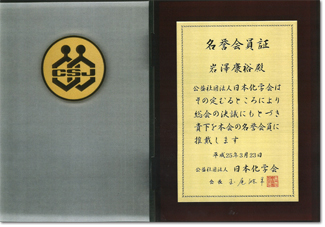 CSJ
名誉会員証
岩澤康裕殿
公益社団法人日本化学会は
その定むるところにより
総会の決議にもとづき
貴下を本会の名誉会員に
推戴します
平成25年3月23日
公益社団法人 日本化学会
会長